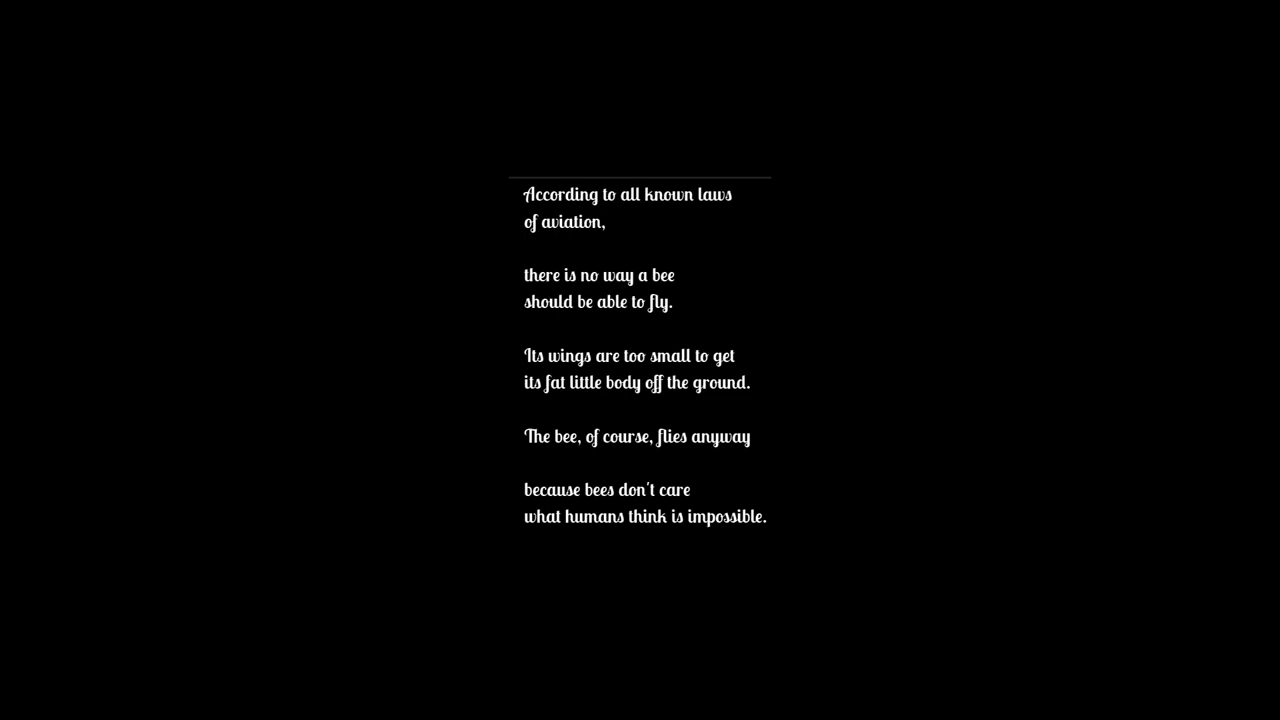 According to all known laws
of aviation,
there is no way a bee
should be able to fly.
Its wings are too small to get
its fat little body off the ground.
The bee, of course, flies anyway
because bees don't care
what humans think is impossible.